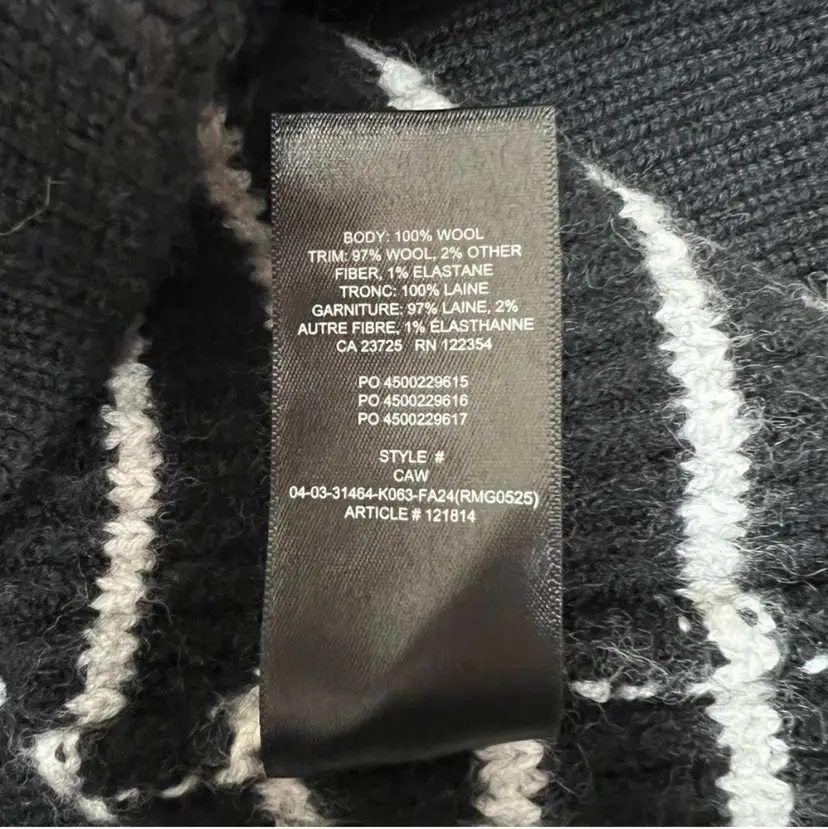 BODY: 100% WOOL
TRIM: 97% WOOL, 2% OTHER
FIBER, 1% ELASTANE
TRONC: 100% LAINE
GARNITURE: 97% LAINE, 2%
AUTRE FIBRE, 1% ÉLASTHANNE
CA 23725 RN 122354
PO 4500229615
PO 4500229616
PO 4500229617
STYLE #
CAW
04-03-31464-K063-FA24(RMG0525)
ARTICLE # 121814